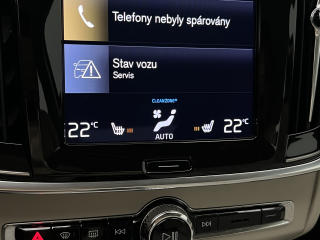 Telefony nebyly spárovány
Stav vozu
Servis
CLEANZONE
22°C
AUTO
22°C